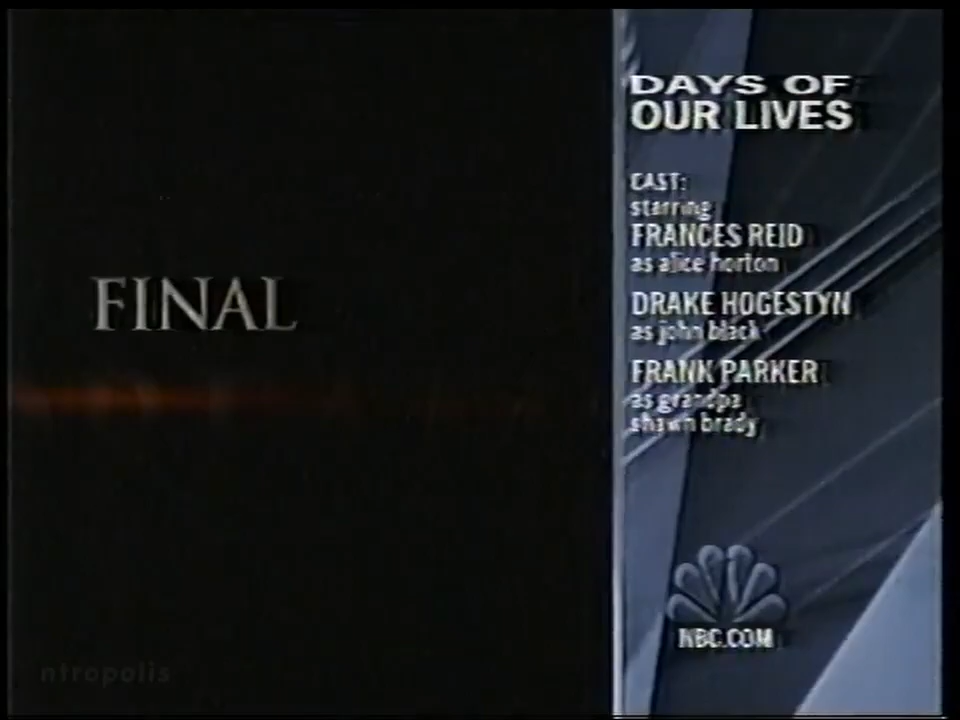 FINAL
DAYS OF
OUR LIVES
CAST:
starring
FRANCES REID
as alice horton
DRAKE HOGESTYN
as john black
FRANK PARKER
as grandpa
shawn brady
NBC.COM
ntropolis